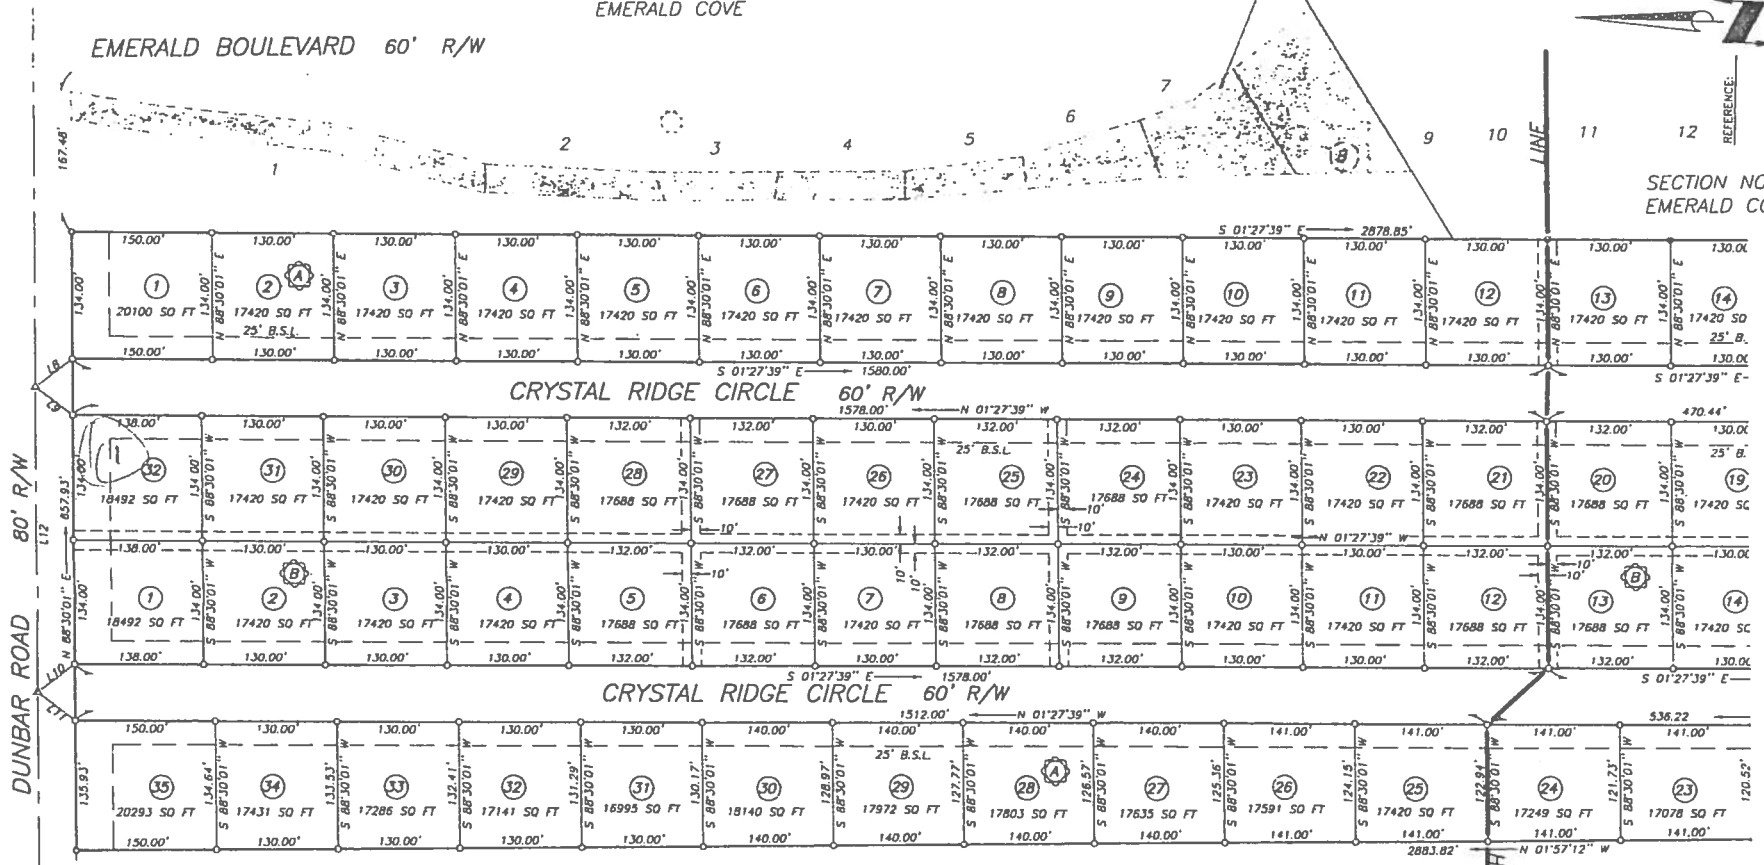 EMERALD COVE
EMERALD BOULEVARD 60' R/W
REFERENCE:
167.48'
1 2 3 4 5 6 7 B 9 10 LINE 11 12
SECTION NO
EMERALD CO
S 01°27'39" E 2878.85'
150.00' 130.00' 130.00' 130.00' 130.00' 130.00' 130.00' 130.00' 130.00' 130.00' 130.00' 130.00' 130.00' 130.00
134.00' N 88°30'01" E 134.00'
1 2 A 3 4 5 6 7 8 9 10 11 12 13 14
20100 SQ FT 17420 SQ FT 17420 SQ FT 17420 SQ FT 17420 SQ FT 17420 SQ FT 17420 SQ FT 17420 SQ FT 17420 SQ FT 17420 SQ FT 17420 SQ FT 17420 SQ FT 17420 SQ FT 17420 SQ
25' B.S.L. 25' B.
150.00' 130.00' 130.00' 130.00' 130.00' 130.00' 130.00' 130.00' 130.00' 130.00' 130.00' 130.00' 130.00' 130.00
S 01°27'39" E 1580.00' S 01°27'39" E
CRYSTAL RIDGE CIRCLE 60' R/W
1578.00' N 01°27'39" W 470.44'
138.00' 130.00' 130.00' 130.00' 132.00' 132.00' 130.00' 132.00' 132.00' 130.00' 130.00' 132.00' 132.00' 130.00
25' B.S.L. 25' B.
134.00' S 88°30'01" W 134.00'
32 31 30 29 28 27 26 25 24 23 22 21 20 19
18492 SQ FT 17420 SQ FT 17420 SQ FT 17420 SQ FT 17688 SQ FT 17688 SQ FT 17420 SQ FT 17688 SQ FT 17688 SQ FT 17420 SQ FT 17420 SQ FT 17688 SQ FT 17688 SQ FT 17420 SQ
10' 10' 10'
N 01°27'39" W
138.00' 130.00' 130.00' 130.00' 132.00' 132.00' 130.00' 132.00' 132.00' 130.00' 130.00' 132.00' 132.00' 130.00
10' 10' 10' 10' 10'
134.00' S 88°30'01" W 134.00'
1 2 B 3 4 5 6 7 8 9 10 11 12 13 B 14
18492 SQ FT 17420 SQ FT 17420 SQ FT 17420 SQ FT 17688 SQ FT 17688 SQ FT 17420 SQ FT 17688 SQ FT 17688 SQ FT 17420 SQ FT 17420 SQ FT 17688 SQ FT 17688 SQ FT 17420 SQ
138.00' 130.00' 130.00' 130.00' 132.00' 132.00' 130.00' 132.00' 132.00' 130.00' 130.00' 132.00' 132.00' 130.00
S 01°27'39" E 1578.00' S 01°27'39" E
CRYSTAL RIDGE CIRCLE 60' R/W
1512.00' N 01°27'39" W 536.22
150.00' 130.00' 130.00' 130.00' 130.00' 140.00' 140.00' 140.00' 140.00' 141.00' 141.00' 141.00' 141.00'
25' B.S.L.
135.93' 134.64' 133.53' 132.41' 131.29' 130.17' 128.97' 127.77' 126.57' 125.36' 124.15' 122.94' 121.73' 120.52'
S 88°30'01" W
35 34 33 32 31 30 29 28 A 27 26 25 24 23
20293 SQ FT 17431 SQ FT 17286 SQ FT 17141 SQ FT 16995 SQ FT 18140 SQ FT 17972 SQ FT 17803 SQ FT 17635 SQ FT 17591 SQ FT 17420 SQ FT 17249 SQ FT 17078 SQ FT
150.00' 130.00' 130.00' 130.00' 130.00' 140.00' 140.00' 140.00' 140.00' 141.00' 141.00' 141.00' 141.00'
2883.82' N 01°57'12" W
DUNBAR ROAD 80' R/W
L8
L9
L12
N 88°30'01" E 657.93'
L10
L11